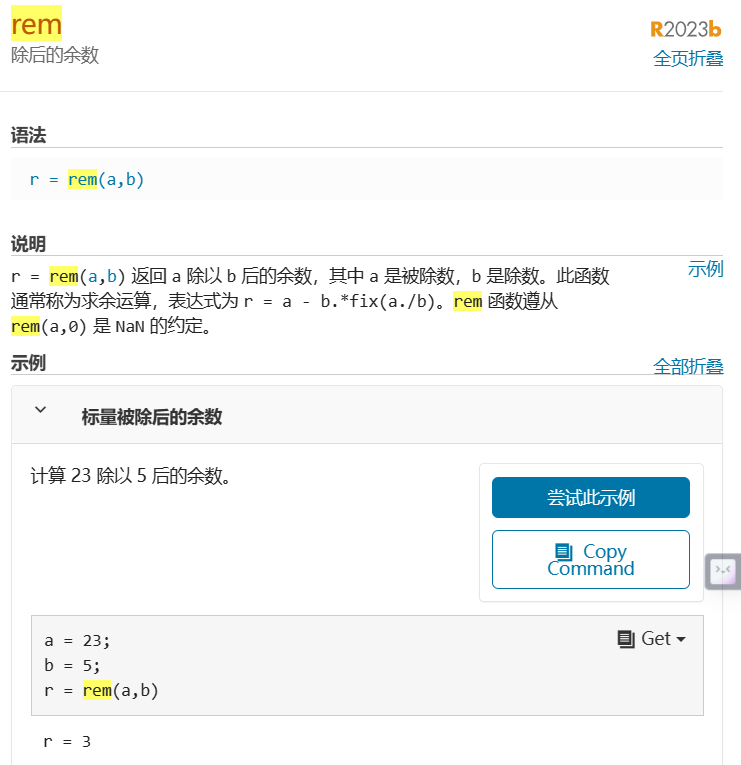 rem
R2023b
除后的余数
全页折叠
语法
r = rem(a,b)
说明
r = rem(a,b) 返回 a 除以 b 后的余数，其中 a 是被除数，b 是除数。此函数
示例
通常称为求余运算，表达式为 r = a - b.*fix(a./b)。rem 函数遵从
rem(a,0) 是 NaN 的约定。
示例
全部折叠
标量被除后的余数
计算 23 除以 5 后的余数。
尝试此示例
Copy
Command
a = 23;
Get
b = 5;
r = rem(a,b)
r = 3